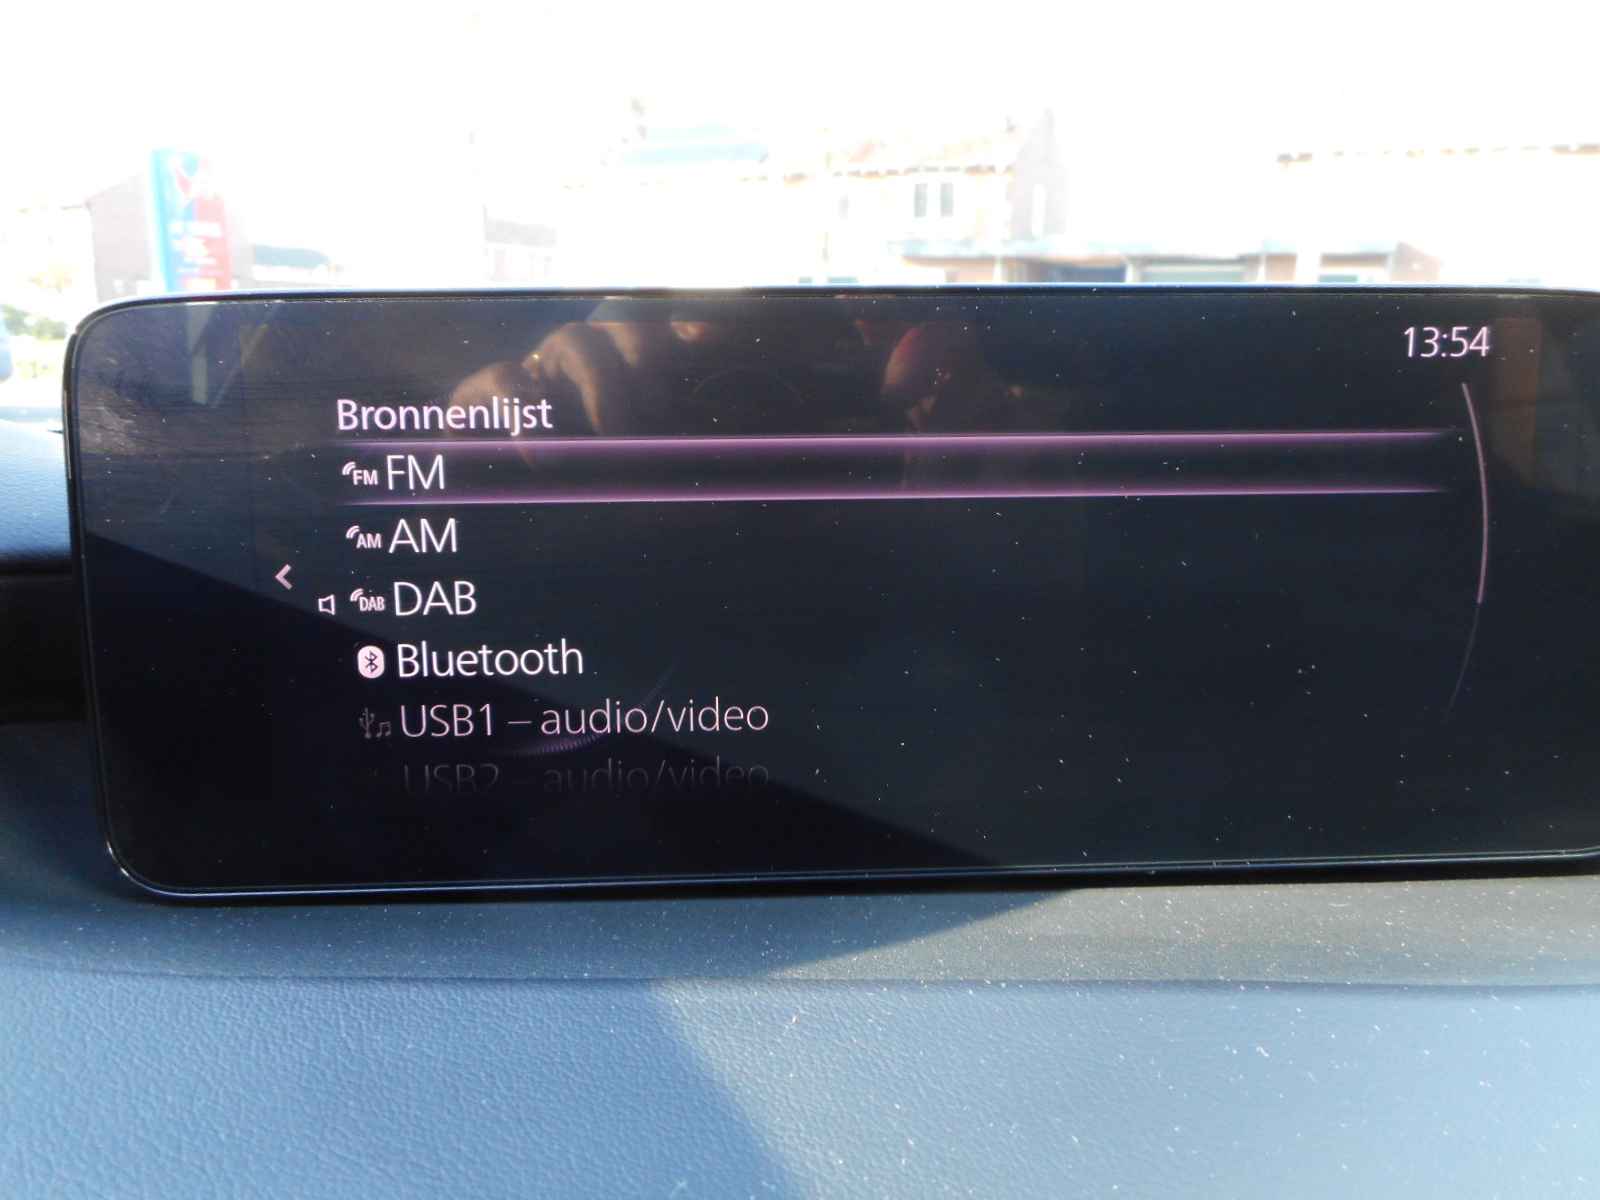 13:54
Bronnenlijst
FM FM
AM AM
DAB DAB
Bluetooth
USB1 – audio/video
USB2 – audio/video